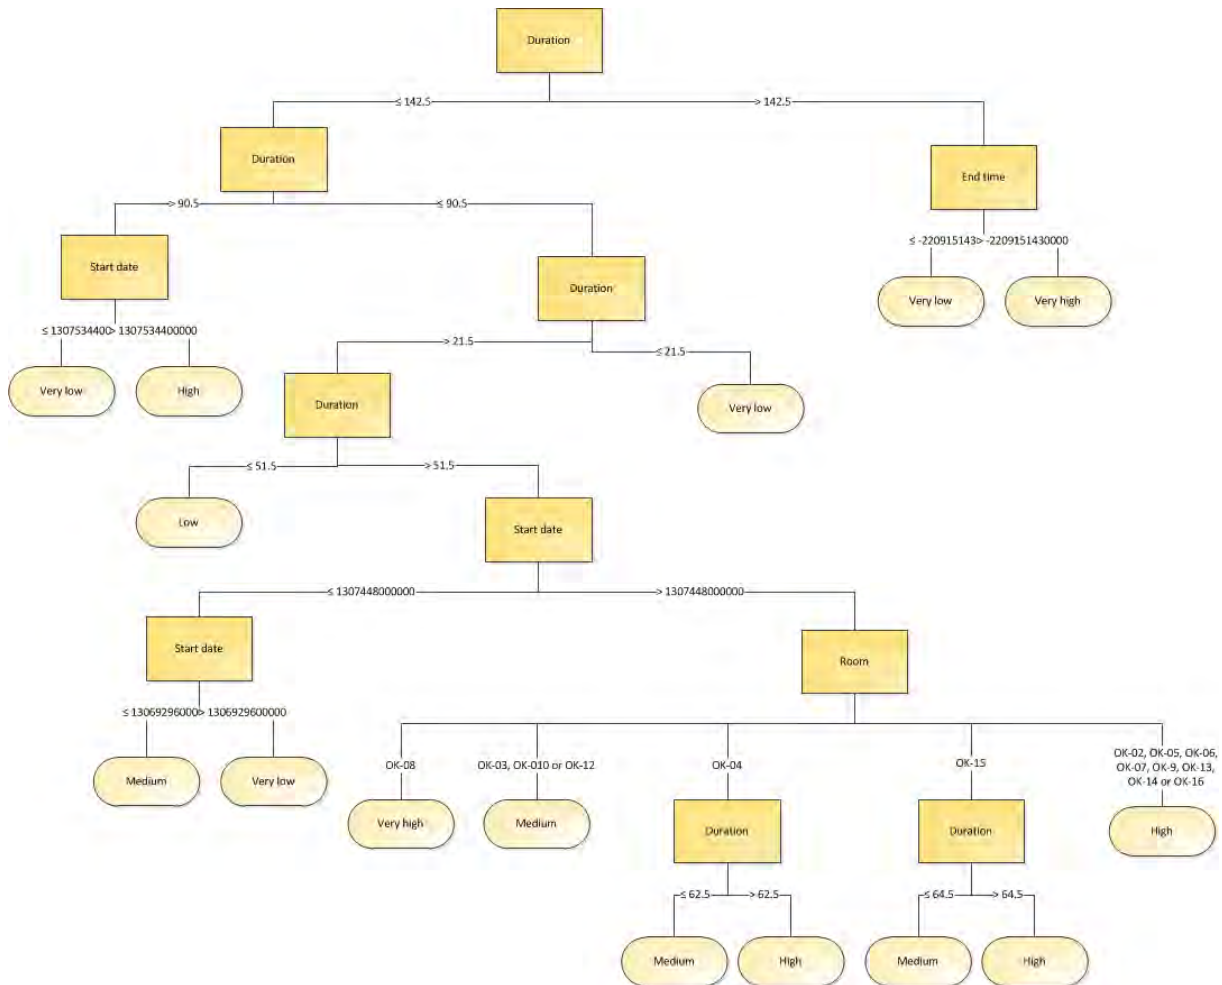 Duration
≤ 142.5
> 142.5
Duration
End time
> 90.5
≤ 90.5
Start date
Duration
≤ -220915143> -2209151430000
Very low
Very high
≤ 1307534400> 1307534400000
> 21.5
≤ 21.5
Very low
High
Duration
Very low
≤ 51.5
> 51.5
Low
Start date
≤ 1307448000000
> 1307448000000
Start date
Room
≤ 13069296000> 1306929600000
Medium
Very low
OK-08
OK-03, OK-010 or OK-12
OK-04
OK-15
OK-02, OK-05, OK-06,
OK-07, OK-9, OK-13,
OK-14 or OK-16
Very high
Medium
Duration
Duration
High
≤ 62.5
> 62.5
≤ 64.5
> 64.5
Medium
High
Medium
High